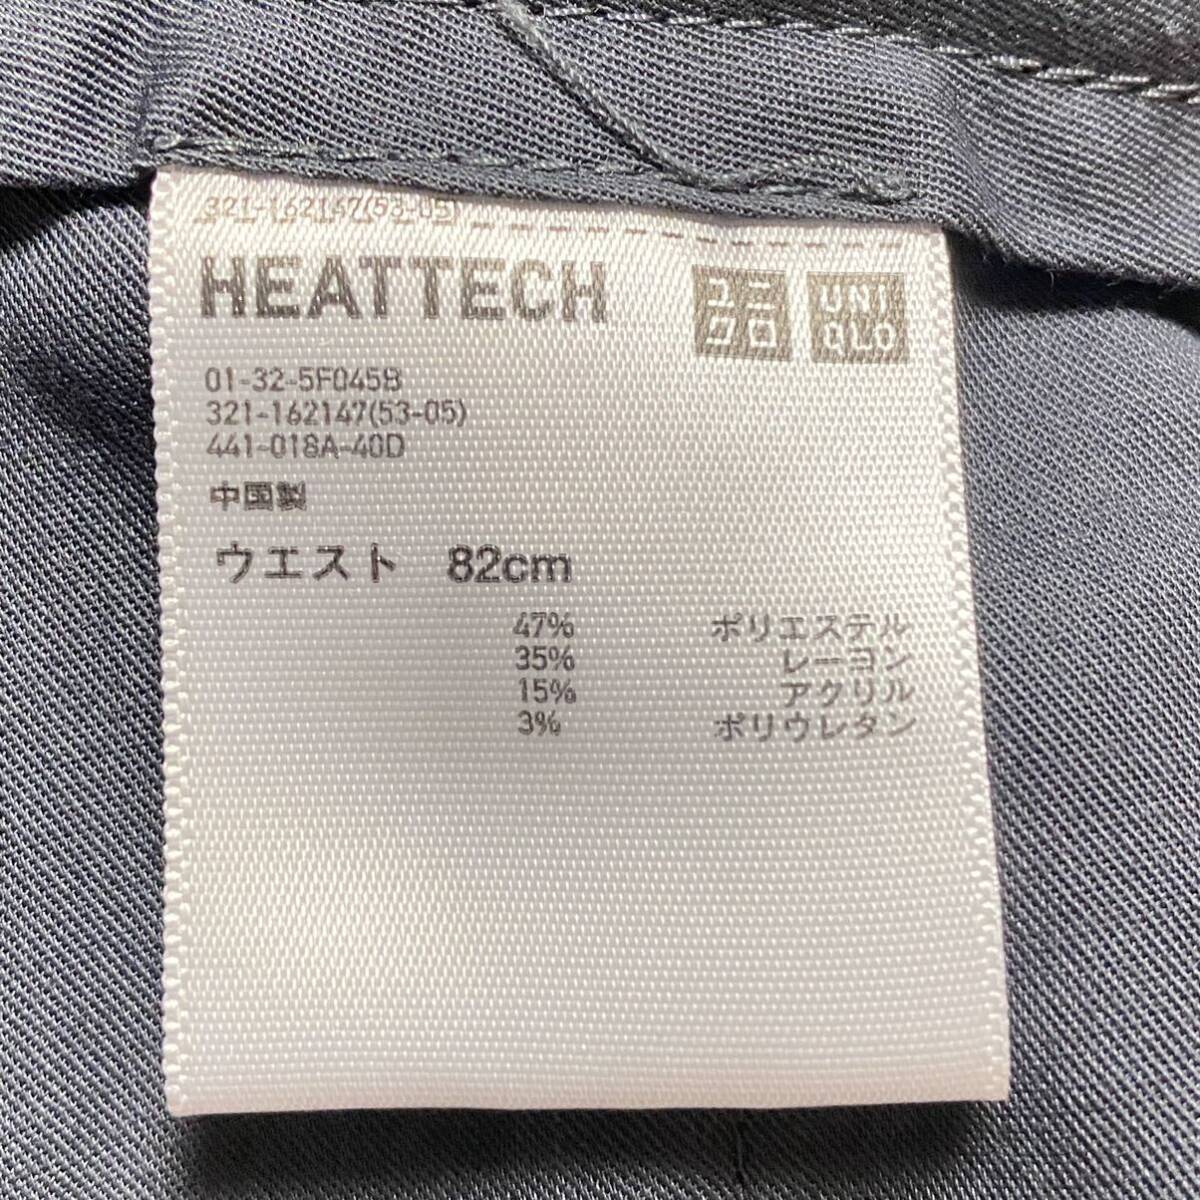 321-162147(53-05)
HEATTECH
ユニ
クロ
UNI
QLO
01-32-5F045B
321-162147(53-05)
441-018A-40D
中国製
ウエスト 82cm
47% ポリエステル
35% レーヨン
15% アクリル
3% ポリウレタン